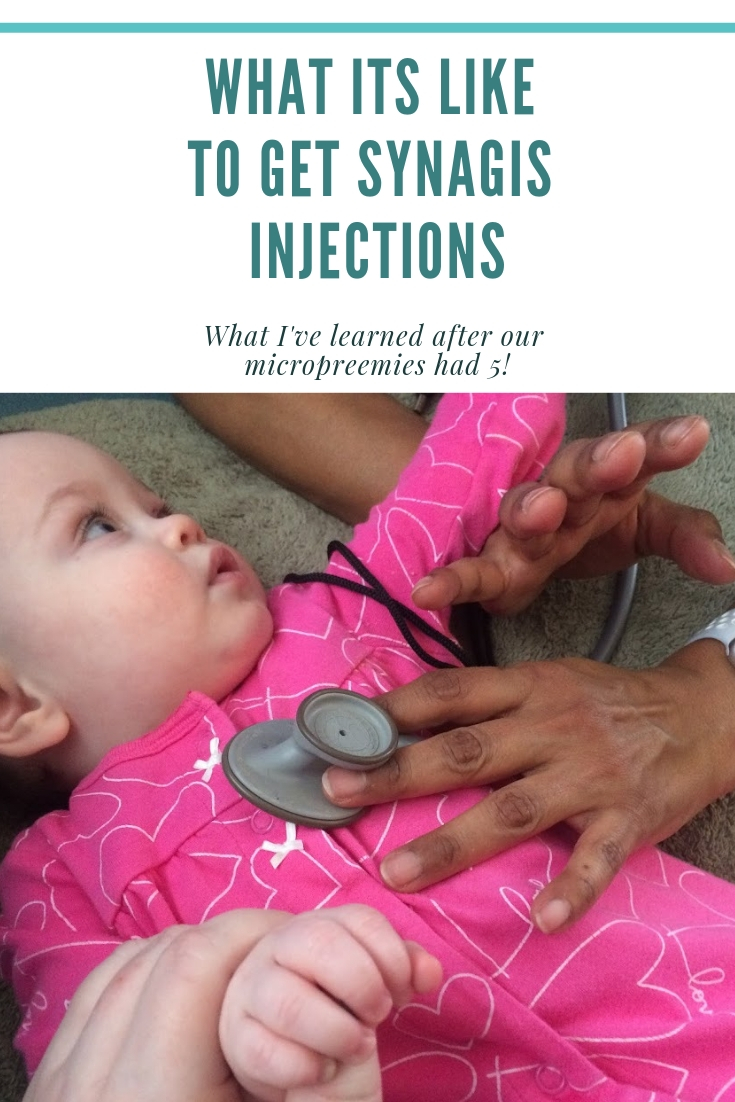 WHAT ITS LIKE
TO GET SYNAGIS
INJECTIONS
What I've learned after our
micropreemies had 5!